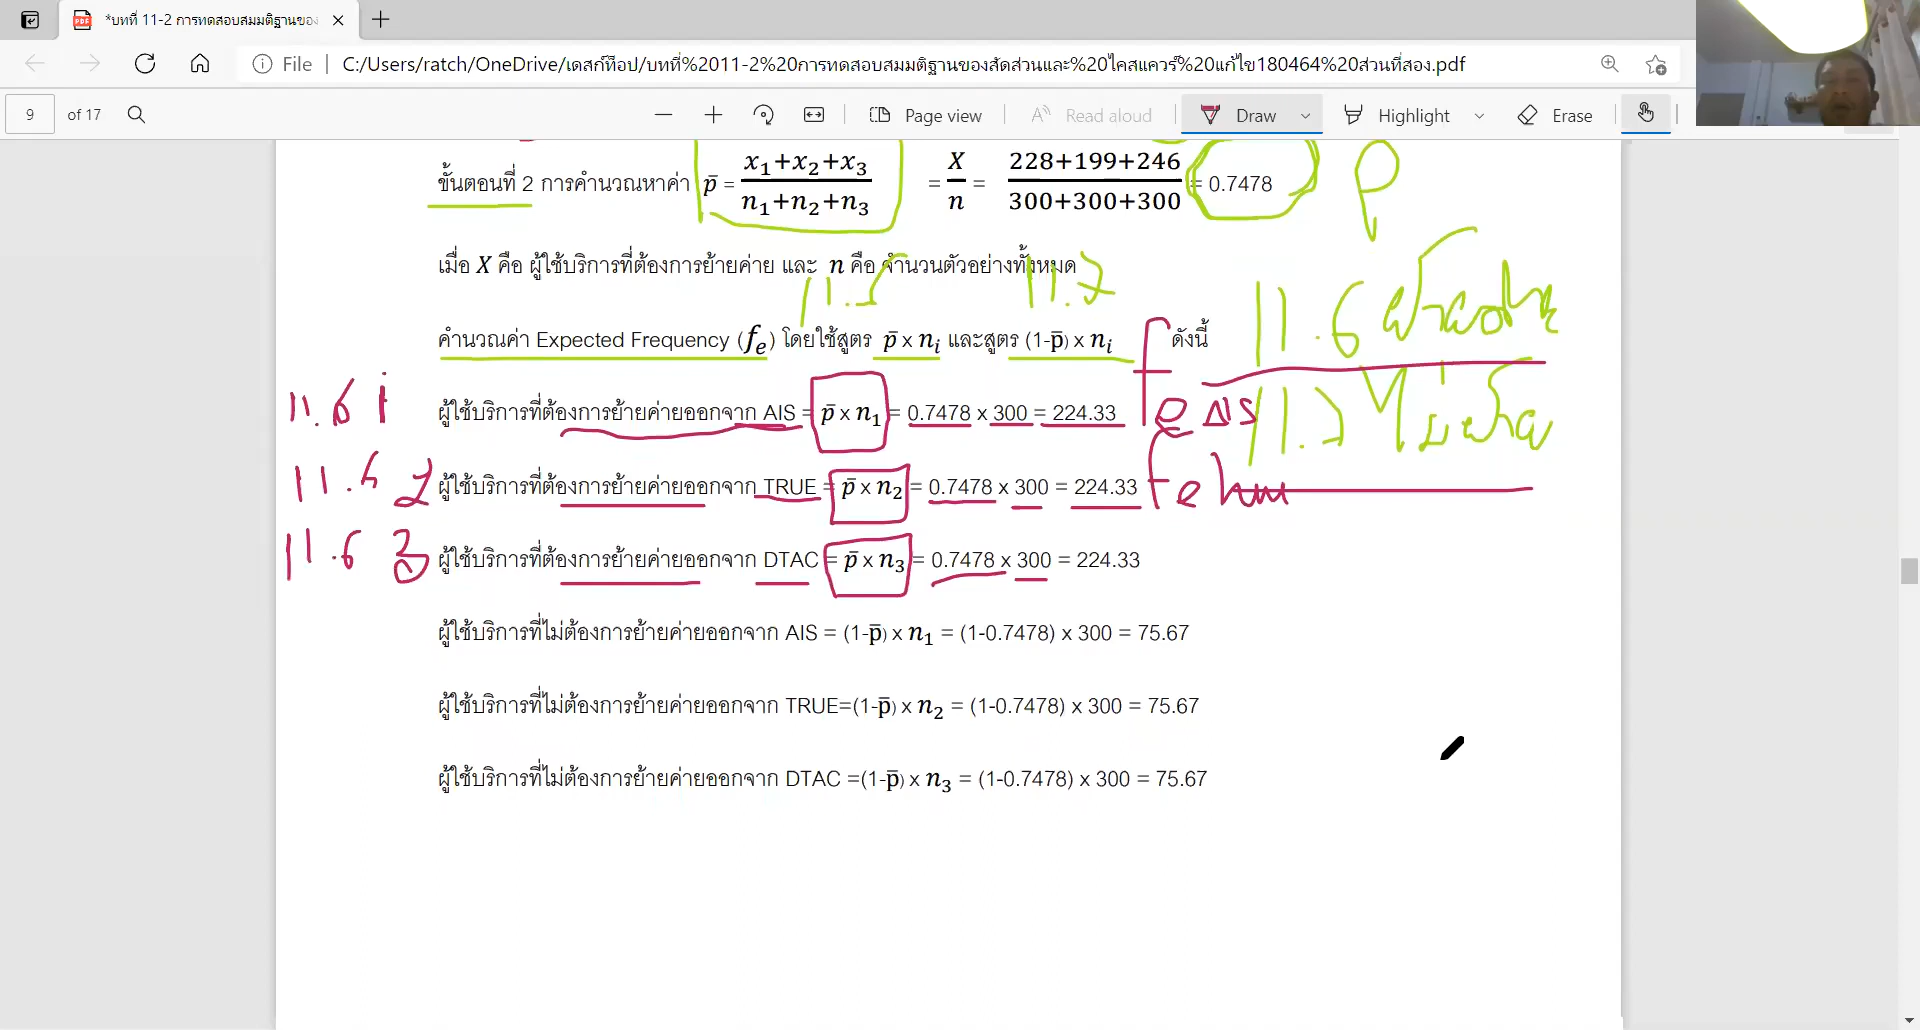 *บทที่ 11-2 การทดสอบสมมติฐานของ
File C:/Users/ratch/OneDrive/เดสก์ท็อป/บทที่%2011-2%20การทดสอบสมมติฐานของสัดส่วนและ%20ไคสแควร์%20แก้ไข180464%20ส่วนที่สอง.pdf
9 of 17 Page view Read aloud Draw Highlight Erase
ขั้นตอนที่ 2 การคำนวณหาค่า p̄ = (x₁+x₂+x₃)/(n₁+n₂+n₃) = X/n = (228+199+246)/(300+300+300) = 0.7478 p
เมื่อ X คือ ผู้ใช้บริการที่ต้องการย้ายค่าย และ n คือ จำนวนตัวอย่างทั้งหมด
11.7
11.6
คำนวณค่า Expected Frequency (fₑ) โดยใช้สูตร p̄ x nᵢ และสูตร (1-p̄) x nᵢ ดังนี้
11.6 1 ผู้ใช้บริการที่ต้องการย้ายค่ายออกจาก AIS = p̄ x n₁ = 0.7478 x 300 = 224.33 fe AIS 11.7
11.6 2 ผู้ใช้บริการที่ต้องการย้ายค่ายออกจาก TRUE = p̄ x n₂ = 0.7478 x 300 = 224.33 fe
11.6 3 ผู้ใช้บริการที่ต้องการย้ายค่ายออกจาก DTAC = p̄ x n₃ = 0.7478 x 300 = 224.33
ผู้ใช้บริการที่ไม่ต้องการย้ายค่ายออกจาก AIS = (1-p̄) x n₁ = (1-0.7478) x 300 = 75.67
ผู้ใช้บริการที่ไม่ต้องการย้ายค่ายออกจาก TRUE=(1-p̄) x n₂ = (1-0.7478) x 300 = 75.67
ผู้ใช้บริการที่ไม่ต้องการย้ายค่ายออกจาก DTAC =(1-p̄) x n₃ = (1-0.7478) x 300 = 75.67